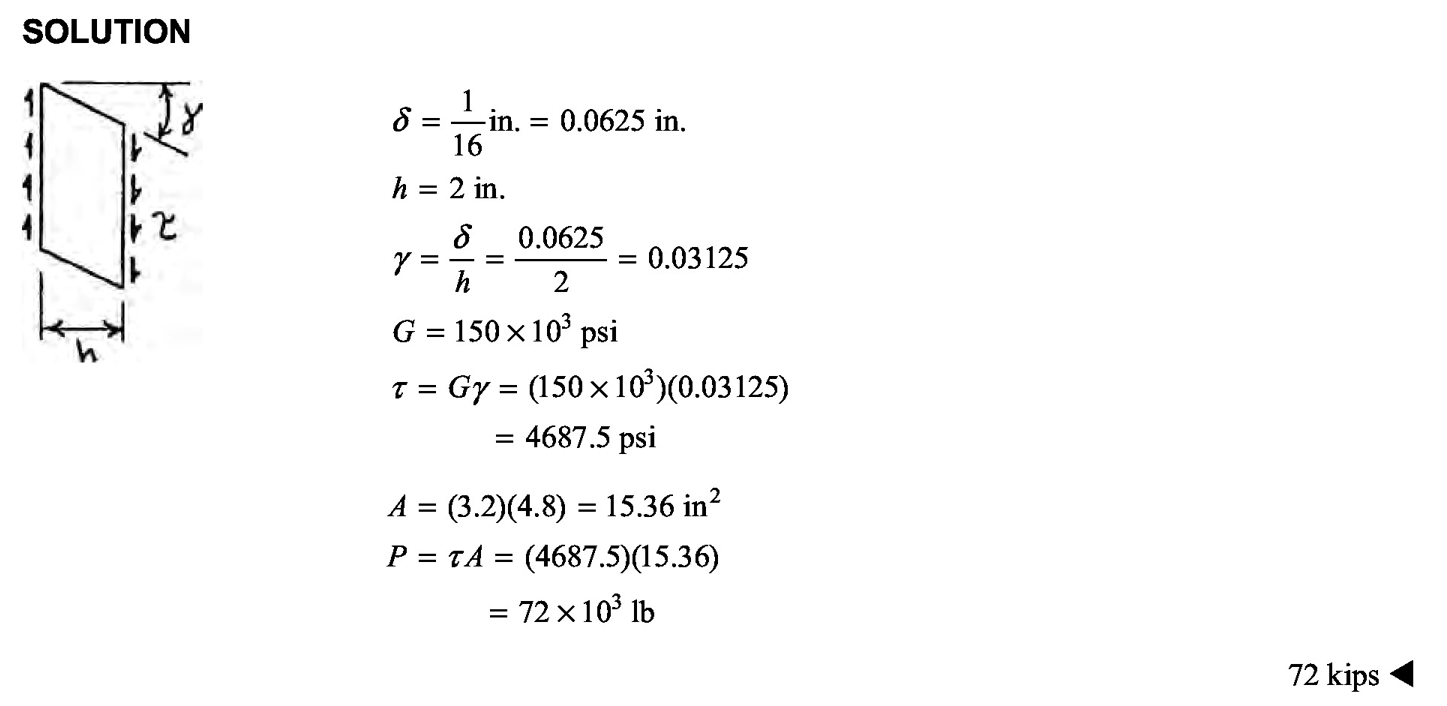 SOLUTION
γ
τ
h
δ = 1/16 in. = 0.0625 in.
h = 2 in.
γ = δ/h = 0.0625/2 = 0.03125
G = 150 × 10³ psi
τ = Gγ = (150 × 10³)(0.03125)
= 4687.5 psi
A = (3.2)(4.8) = 15.36 in²
P = τA = (4687.5)(15.36)
= 72 × 10³ lb
72 kips ◀